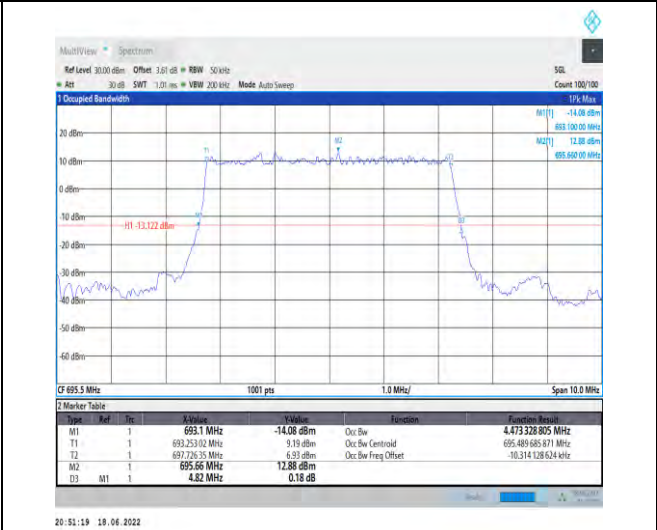 MultiView Spectrum
Ref Level 30.00 dBm Offset 3.61 dB RBW 50 kHz SGL
Att 30 dB SWT 1.01 ms VBW 200 kHz Mode Auto Sweep Count 100/100
1 Occupied Bandwidth 1Pk Max
M1[1] -14.08 dBm
693.100 00 MHz
M2[1] 12.88 dBm
695.660 00 MHz
20 dBm
M2
T1
10 dBm
0 dBm
-10 dBm
H1 -13.122 dBm
-20 dBm
-30 dBm
-40 dBm
-50 dBm
-60 dBm
CF 695.5 MHz 1001 pts 1.0 MHz/ Span 10.0 MHz
2 Marker Table
Type Ref Trc X-Value Y-Value Function Function Result
M1 1 693.1 MHz -14.08 dBm Occ Bw 4.473 328 805 MHz
T1 1 693.253 02 MHz 9.19 dBm Occ Bw Centroid 695.489 685 871 MHz
T2 1 697.726 35 MHz 6.93 dBm Occ Bw Freq Offset -10.314 128 624 kHz
M2 1 695.66 MHz 12.88 dBm
D3 M1 1 4.82 MHz 0.18 dB
Ready
20:51:19 18.06.2022